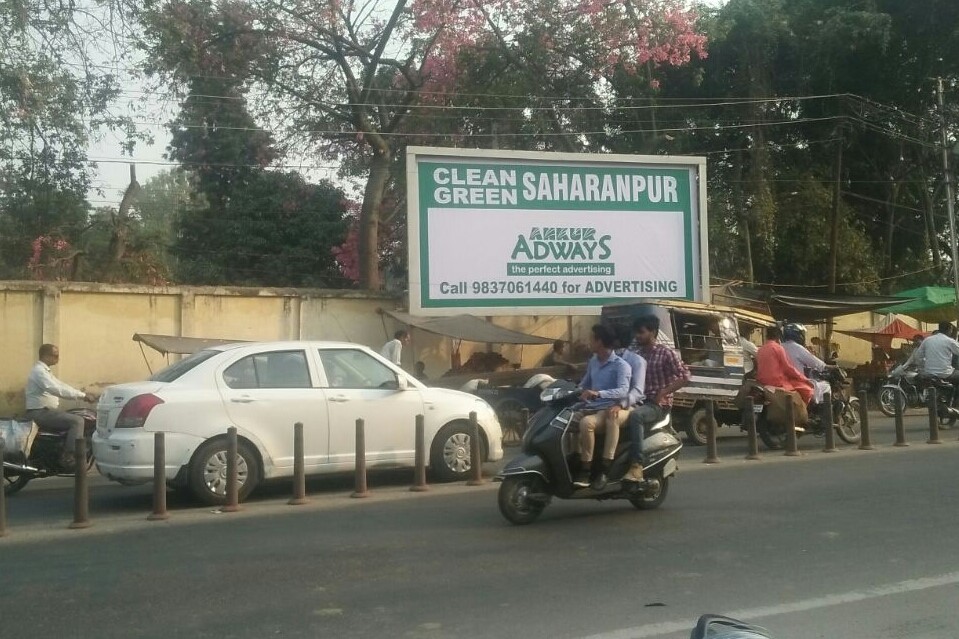 CLEAN GREEN SAHARANPUR
ANKUR
ADWAYS
the perfect advertising
Call 9837061440 for ADVERTISING